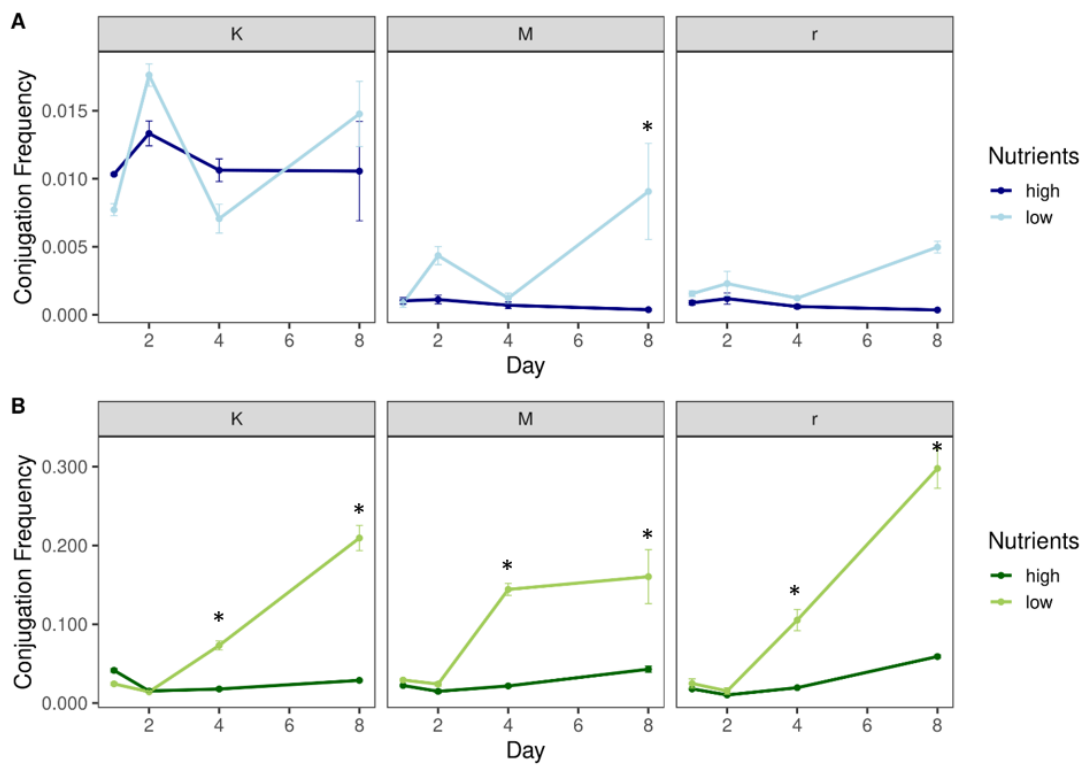 A
K M r
Conjugation Frequency
0.015
0.010
0.005
0.000
* 
2 4 6 8 2 4 6 8 2 4 6 8
Day
Nutrients
high
low
B
K M r
Conjugation Frequency
0.300
0.200
0.100
0.000
* * * * * *
2 4 6 8 2 4 6 8 2 4 6 8
Day
Nutrients
high
low